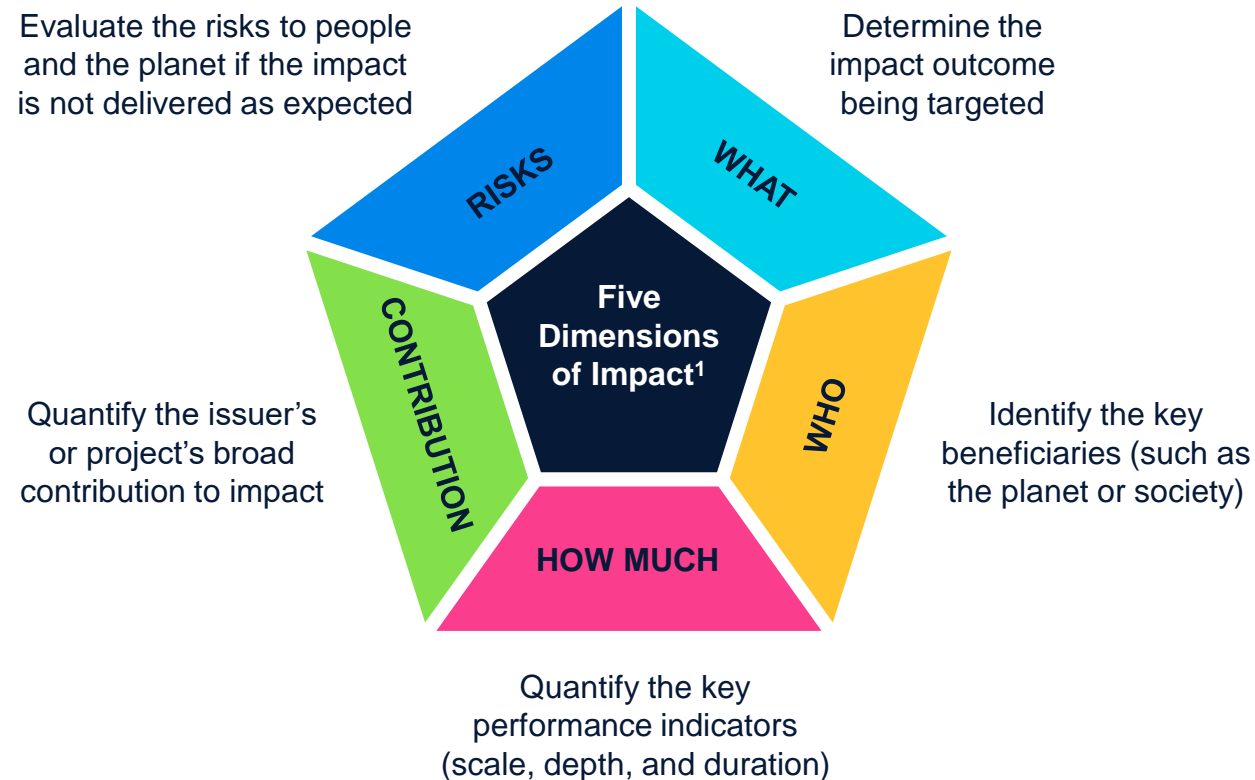 Evaluate the risks to people
and the planet if the impact
is not delivered as expected
Determine the
impact outcome
being targeted
RISKS
WHAT
Five
Dimensions
of Impact¹
CONTRIBUTION
WHO
Quantify the issuer’s
or project’s broad
contribution to impact
Identify the key
beneficiaries (such as
the planet or society)
HOW MUCH
Quantify the key
performance indicators
(scale, depth, and duration)